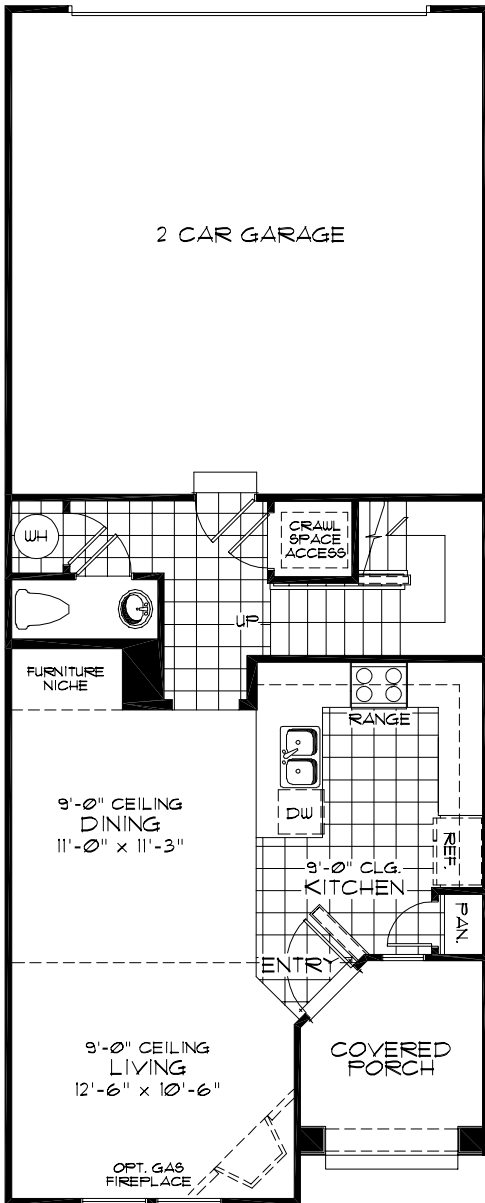 2 CAR GARAGE
WH
CRAWL
SPACE
ACCESS
UP
FURNITURE
NICHE
RANGE
9'-0" CEILING
DINING
11'-0" x 11'-3"
DW
REF.
9'-0" CLG.
KITCHEN
PAN.
ENTRY
9'-0" CEILING
LIVING
12'-6" x 10'-6"
COVERED
PORCH
OPT. GAS
FIREPLACE